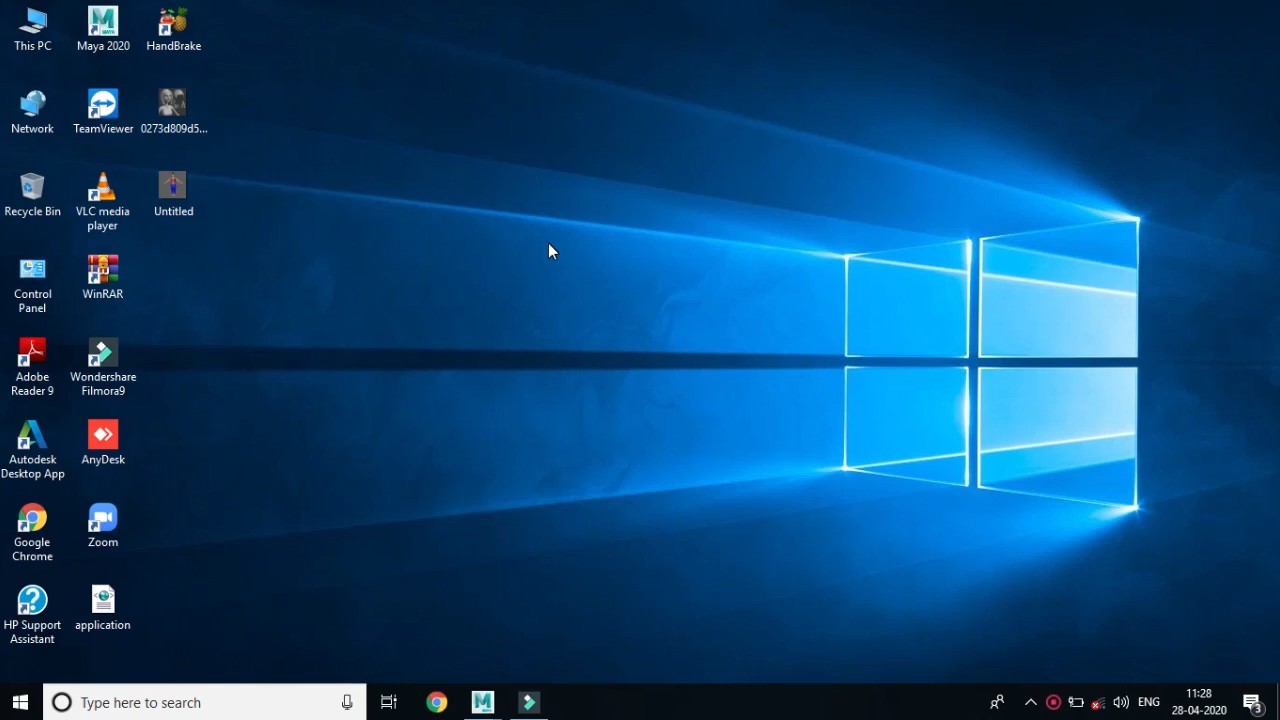 This PC
Maya 2020
HandBrake
Network
TeamViewer
0273d809d5...
Recycle Bin
VLC media
player
Untitled
Control
Panel
WinRAR
Adobe
Reader 9
Wondershare
Filmora9
Autodesk
Desktop App
AnyDesk
Google
Chrome
Zoom
HP Support
Assistant
application
Type here to search
ENG
11:28
28-04-2020
3